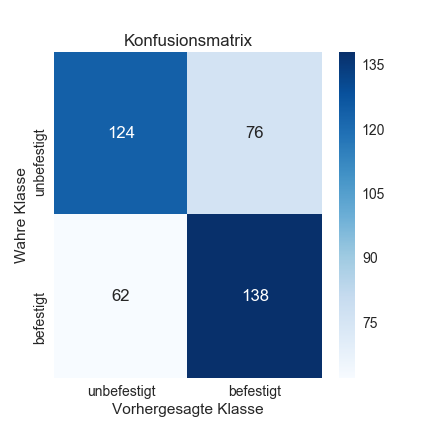 Konfusionsmatrix
Wahre Klasse
unbefestigt
befestigt
124
76
62
138
unbefestigt
befestigt
Vorhergesagte Klasse
135
120
105
90
75